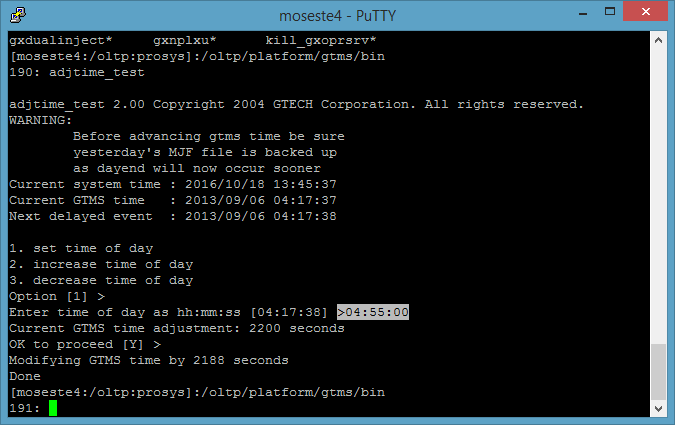 moseste4 - PuTTY
gxdualinject*     gxnplxu*      kill_gxoprsrv*
[moseste4:/oltp:prosys]:/oltp/platform/gtms/bin
190: adjtime_test

adjtime_test 2.00 Copyright 2004 GTECH Corporation. All rights reserved.
WARNING:
        Before advancing gtms time be sure
        yesterday's MJF file is backed up
        as dayend will now occur sooner
Current system time : 2016/10/18 13:45:37
Current GTMS time   : 2013/09/06 04:17:37
Next delayed event  : 2013/09/06 04:17:38

1. set time of day
2. increase time of day
3. decrease time of day
Option [1] >
Enter time of day as hh:mm:ss [04:17:38] >04:55:00
Current GTMS time adjustment: 2200 seconds
OK to proceed [Y] >
Modifying GTMS time by 2188 seconds
Done
[moseste4:/oltp:prosys]:/oltp/platform/gtms/bin
191: